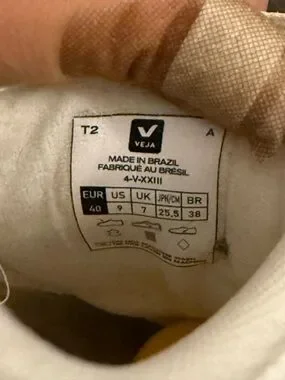 T2 V A
VEJA
MADE IN BRAZIL
FABRIQUÉ AU BRÉSIL
4-V-XXIII
EUR US UK JPN/CM BR
40 9 7 25,5 38